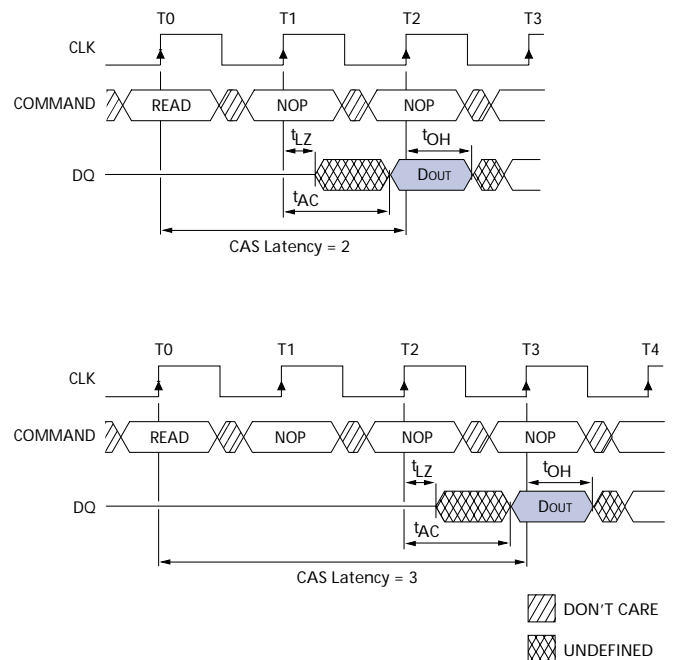 T0 T1 T2 T3
CLK
COMMAND READ NOP NOP
tLZ tOH
DQ DOUT
tAC
CAS Latency = 2
T0 T1 T2 T3 T4
CLK
COMMAND READ NOP NOP NOP
tLZ tOH
DQ DOUT
tAC
CAS Latency = 3
DON'T CARE
UNDEFINED